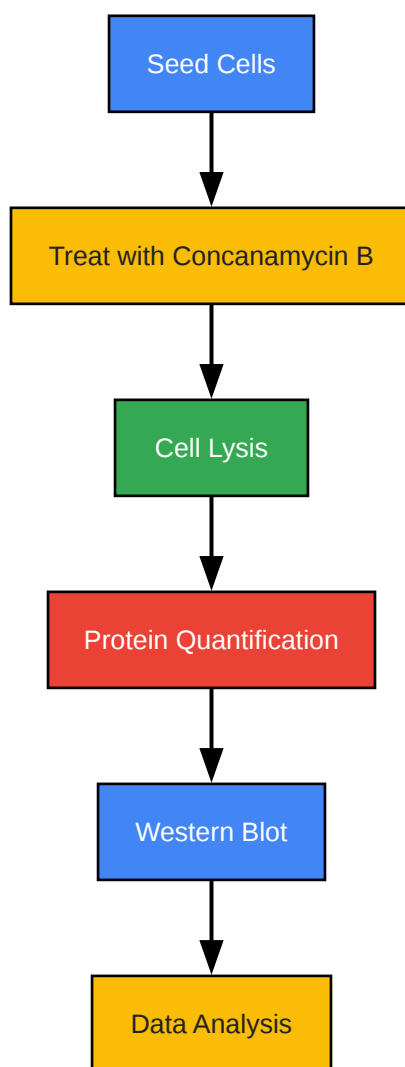 Seed Cells
Treat with Concanamycin B
Cell Lysis
Protein Quantification
Western Blot
Data Analysis